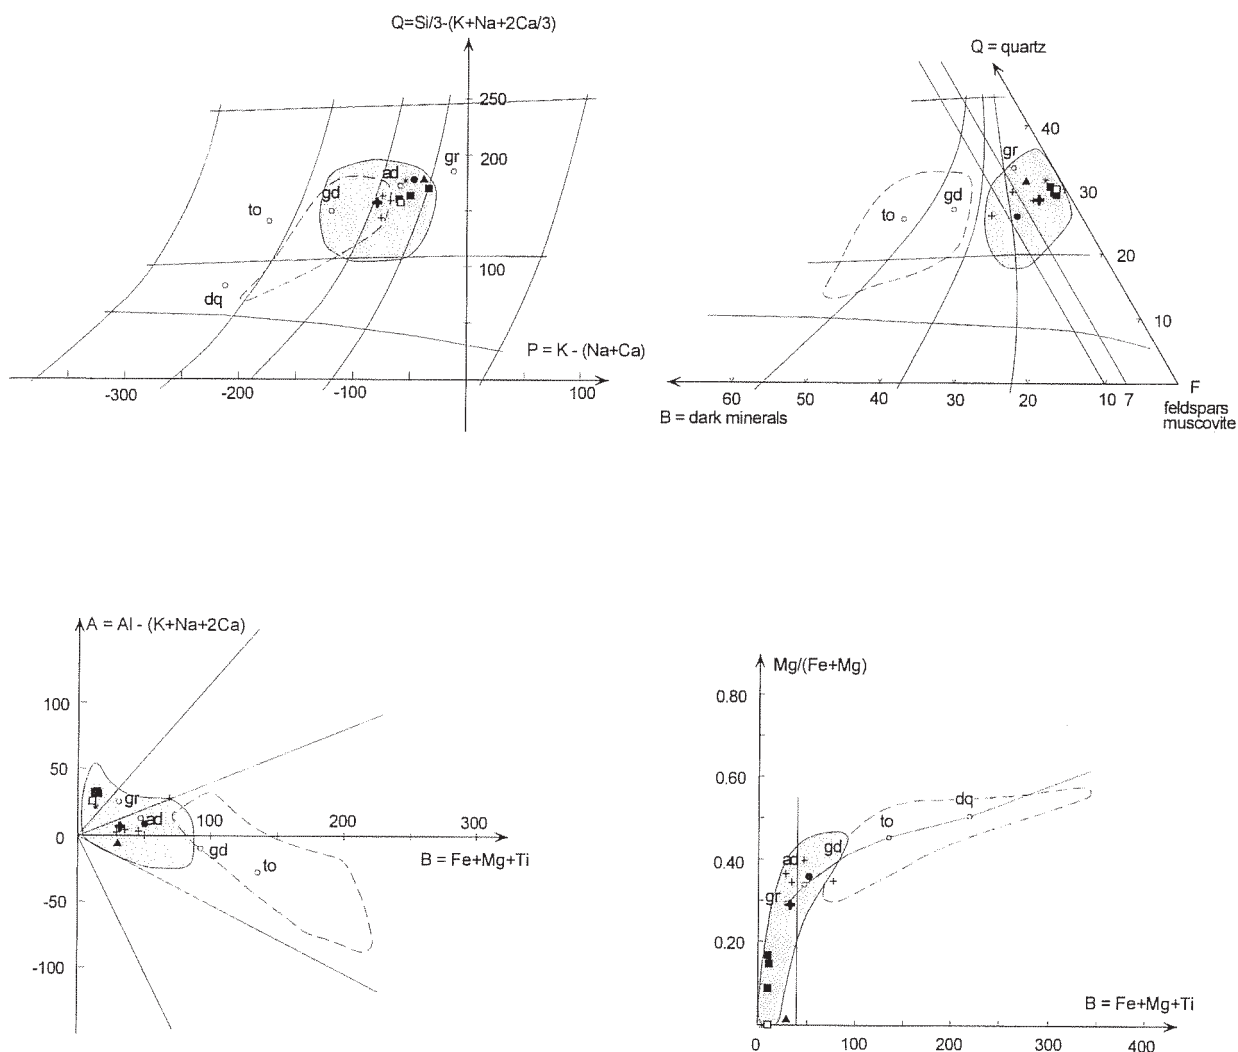 Q=Si/3-(K+Na+2Ca/3)
250
200
gr
ad
gd
to
100
dq
P = K - (Na+Ca)
-300
-200
-100
100
Q = quartz
40
gr
30
gd
to
20
10
60
50
40
30
20
10
7
F
feldspars
muscovite
B = dark minerals
A = Al - (K+Na+2Ca)
100
50
gr
ad
0
100
200
300
gd
B = Fe+Mg+Ti
to
-50
-100
Mg/(Fe+Mg)
0.80
0.60
dq
to
0.40
ad
gd
gr
0.20
B = Fe+Mg+Ti
0
100
200
300
400